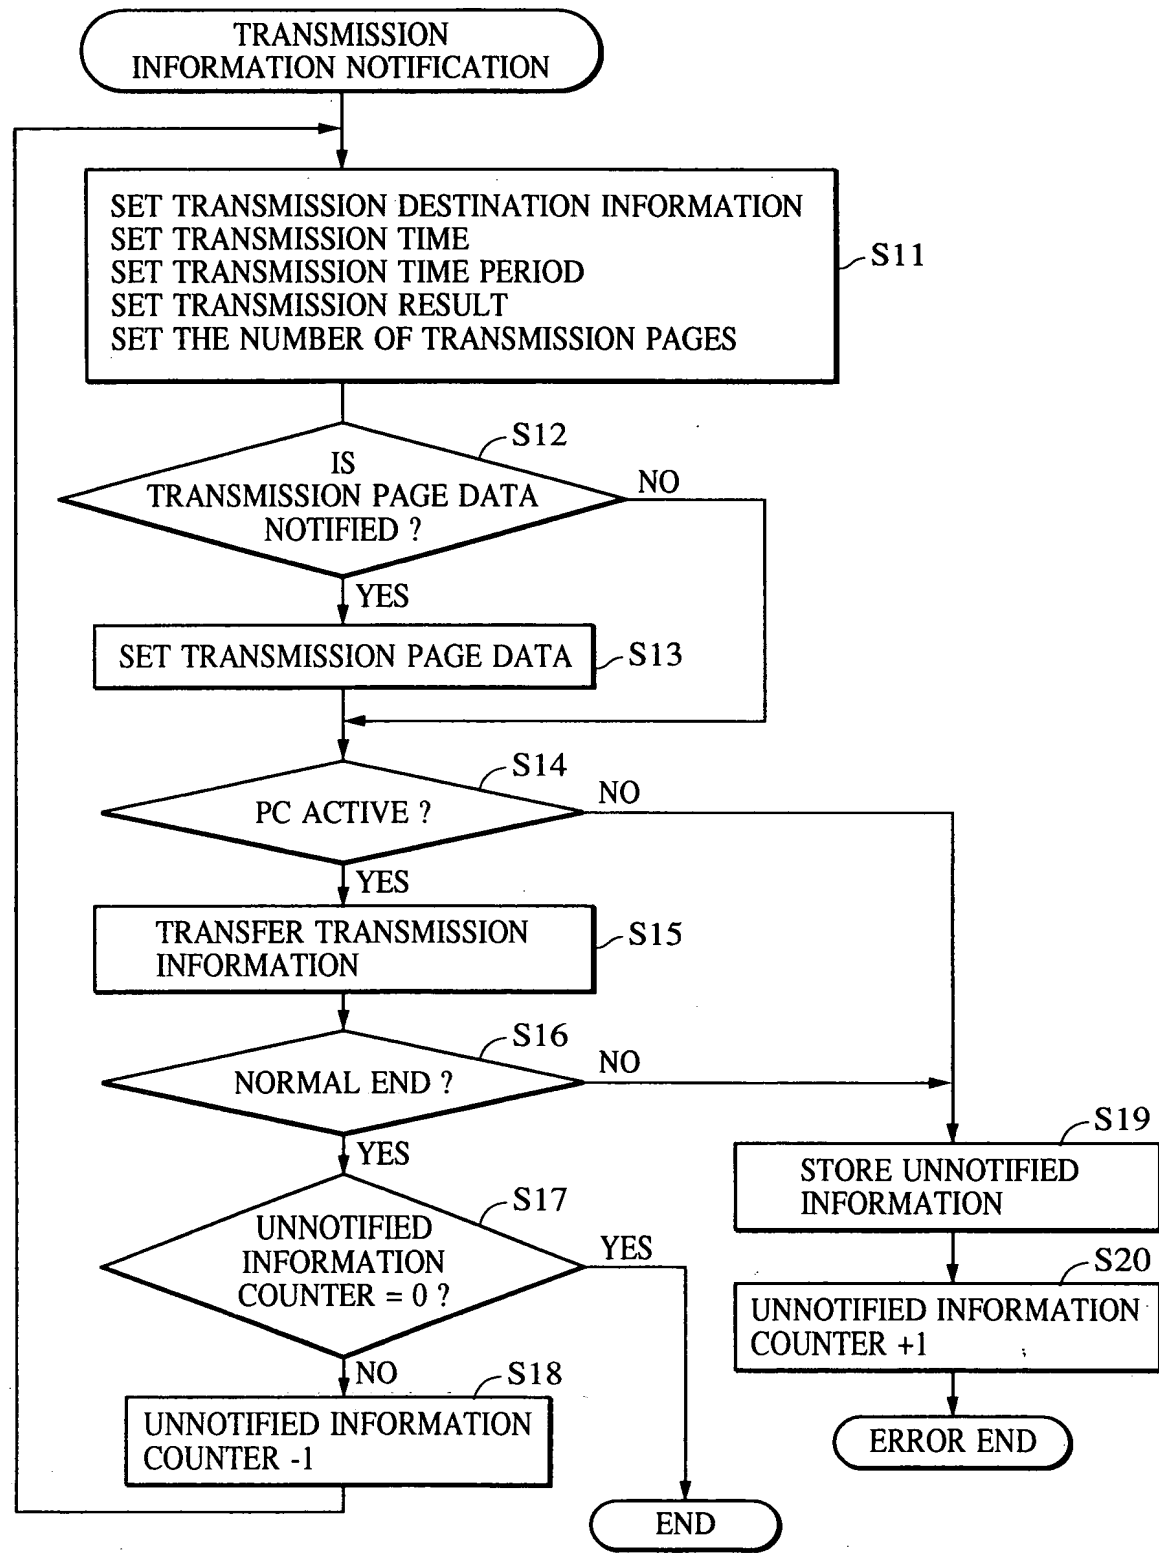 TRANSMISSION
INFORMATION NOTIFICATION
SET TRANSMISSION DESTINATION INFORMATION
SET TRANSMISSION TIME
SET TRANSMISSION TIME PERIOD
SET TRANSMISSION RESULT
SET THE NUMBER OF TRANSMISSION PAGES
S11
S12
IS
TRANSMISSION PAGE DATA
NOTIFIED ?
NO
YES
SET TRANSMISSION PAGE DATA
S13
S14
PC ACTIVE ?
NO
YES
TRANSFER TRANSMISSION
INFORMATION
S15
S16
NORMAL END ?
NO
YES
S17
UNNOTIFIED
INFORMATION
COUNTER = 0 ?
YES
NO
S18
UNNOTIFIED INFORMATION
COUNTER -1
END
S19
STORE UNNOTIFIED
INFORMATION
S20
UNNOTIFIED INFORMATION
COUNTER +1
ERROR END